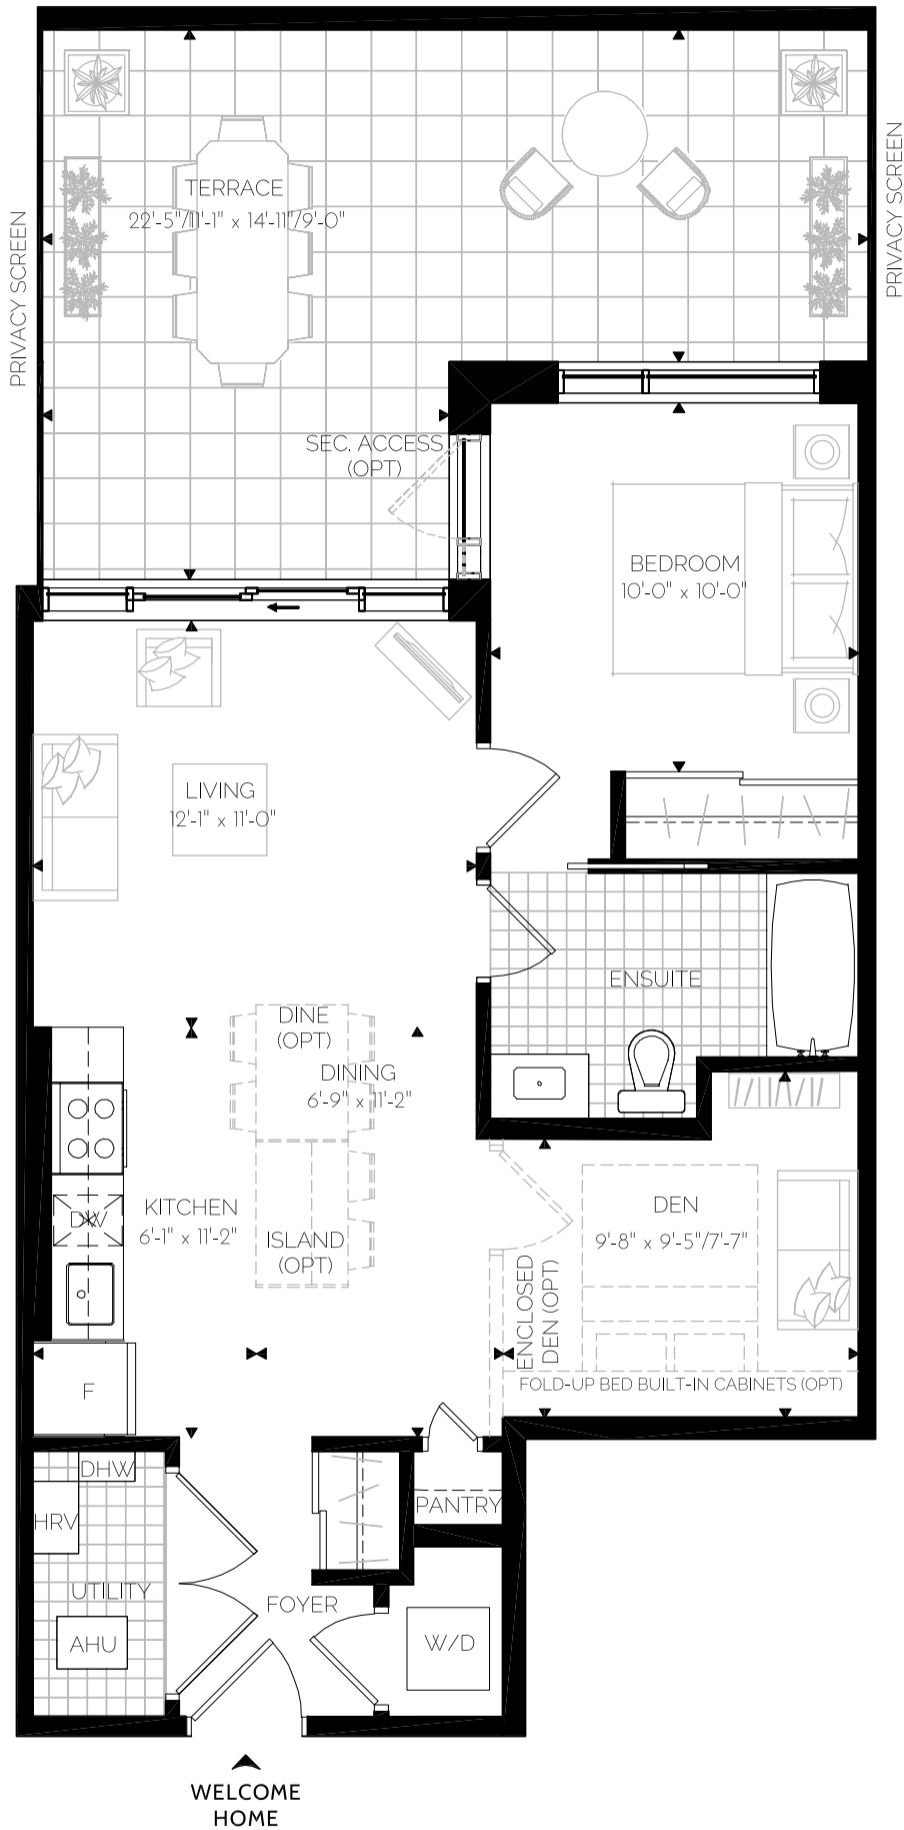 TERRACE
22'-5"/11'-1" x 14'-11"/9'-0"
PRIVACY SCREEN
PRIVACY SCREEN
SEC. ACCESS
(OPT)
BEDROOM
10'-0" x 10'-0"
LIVING
12'-1" x 11'-0"
ENSUITE
DINE
(OPT)
DINING
6'-9" x 11'-2"
KITCHEN
6'-1" x 11'-2"
DW
ISLAND
(OPT)
DEN
9'-8" x 9'-5"/7'-7"
ENCLOSED
DEN (OPT)
FOLD-UP BED BUILT-IN CABINETS (OPT)
F
DHW
HRV
UTILITY
AHU
PANTRY
FOYER
W/D
WELCOME
HOME